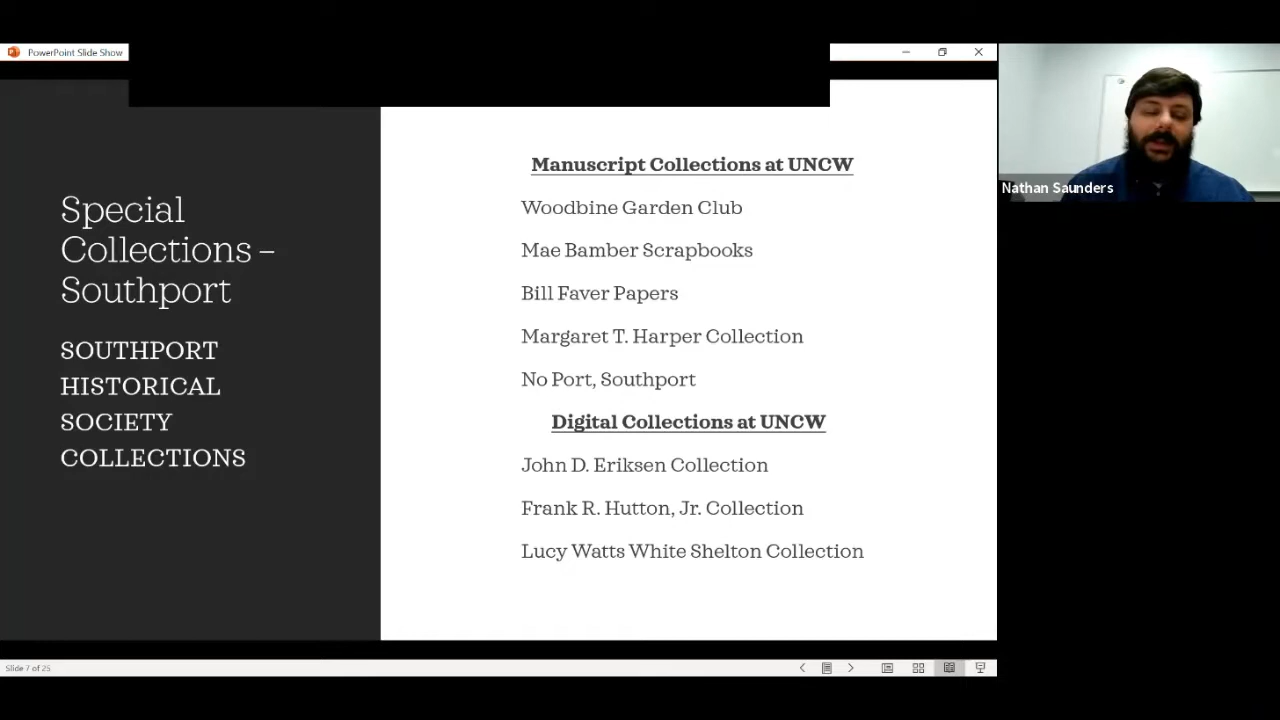 PowerPoint Slide Show
Special
Collections –
Southport
SOUTHPORT
HISTORICAL
SOCIETY
COLLECTIONS
Manuscript Collections at UNCW
Woodbine Garden Club
Mae Bamber Scrapbooks
Bill Faver Papers
Margaret T. Harper Collection
No Port, Southport
Digital Collections at UNCW
John D. Eriksen Collection
Frank R. Hutton, Jr. Collection
Lucy Watts White Shelton Collection
Nathan Saunders
Slide 7 of 25